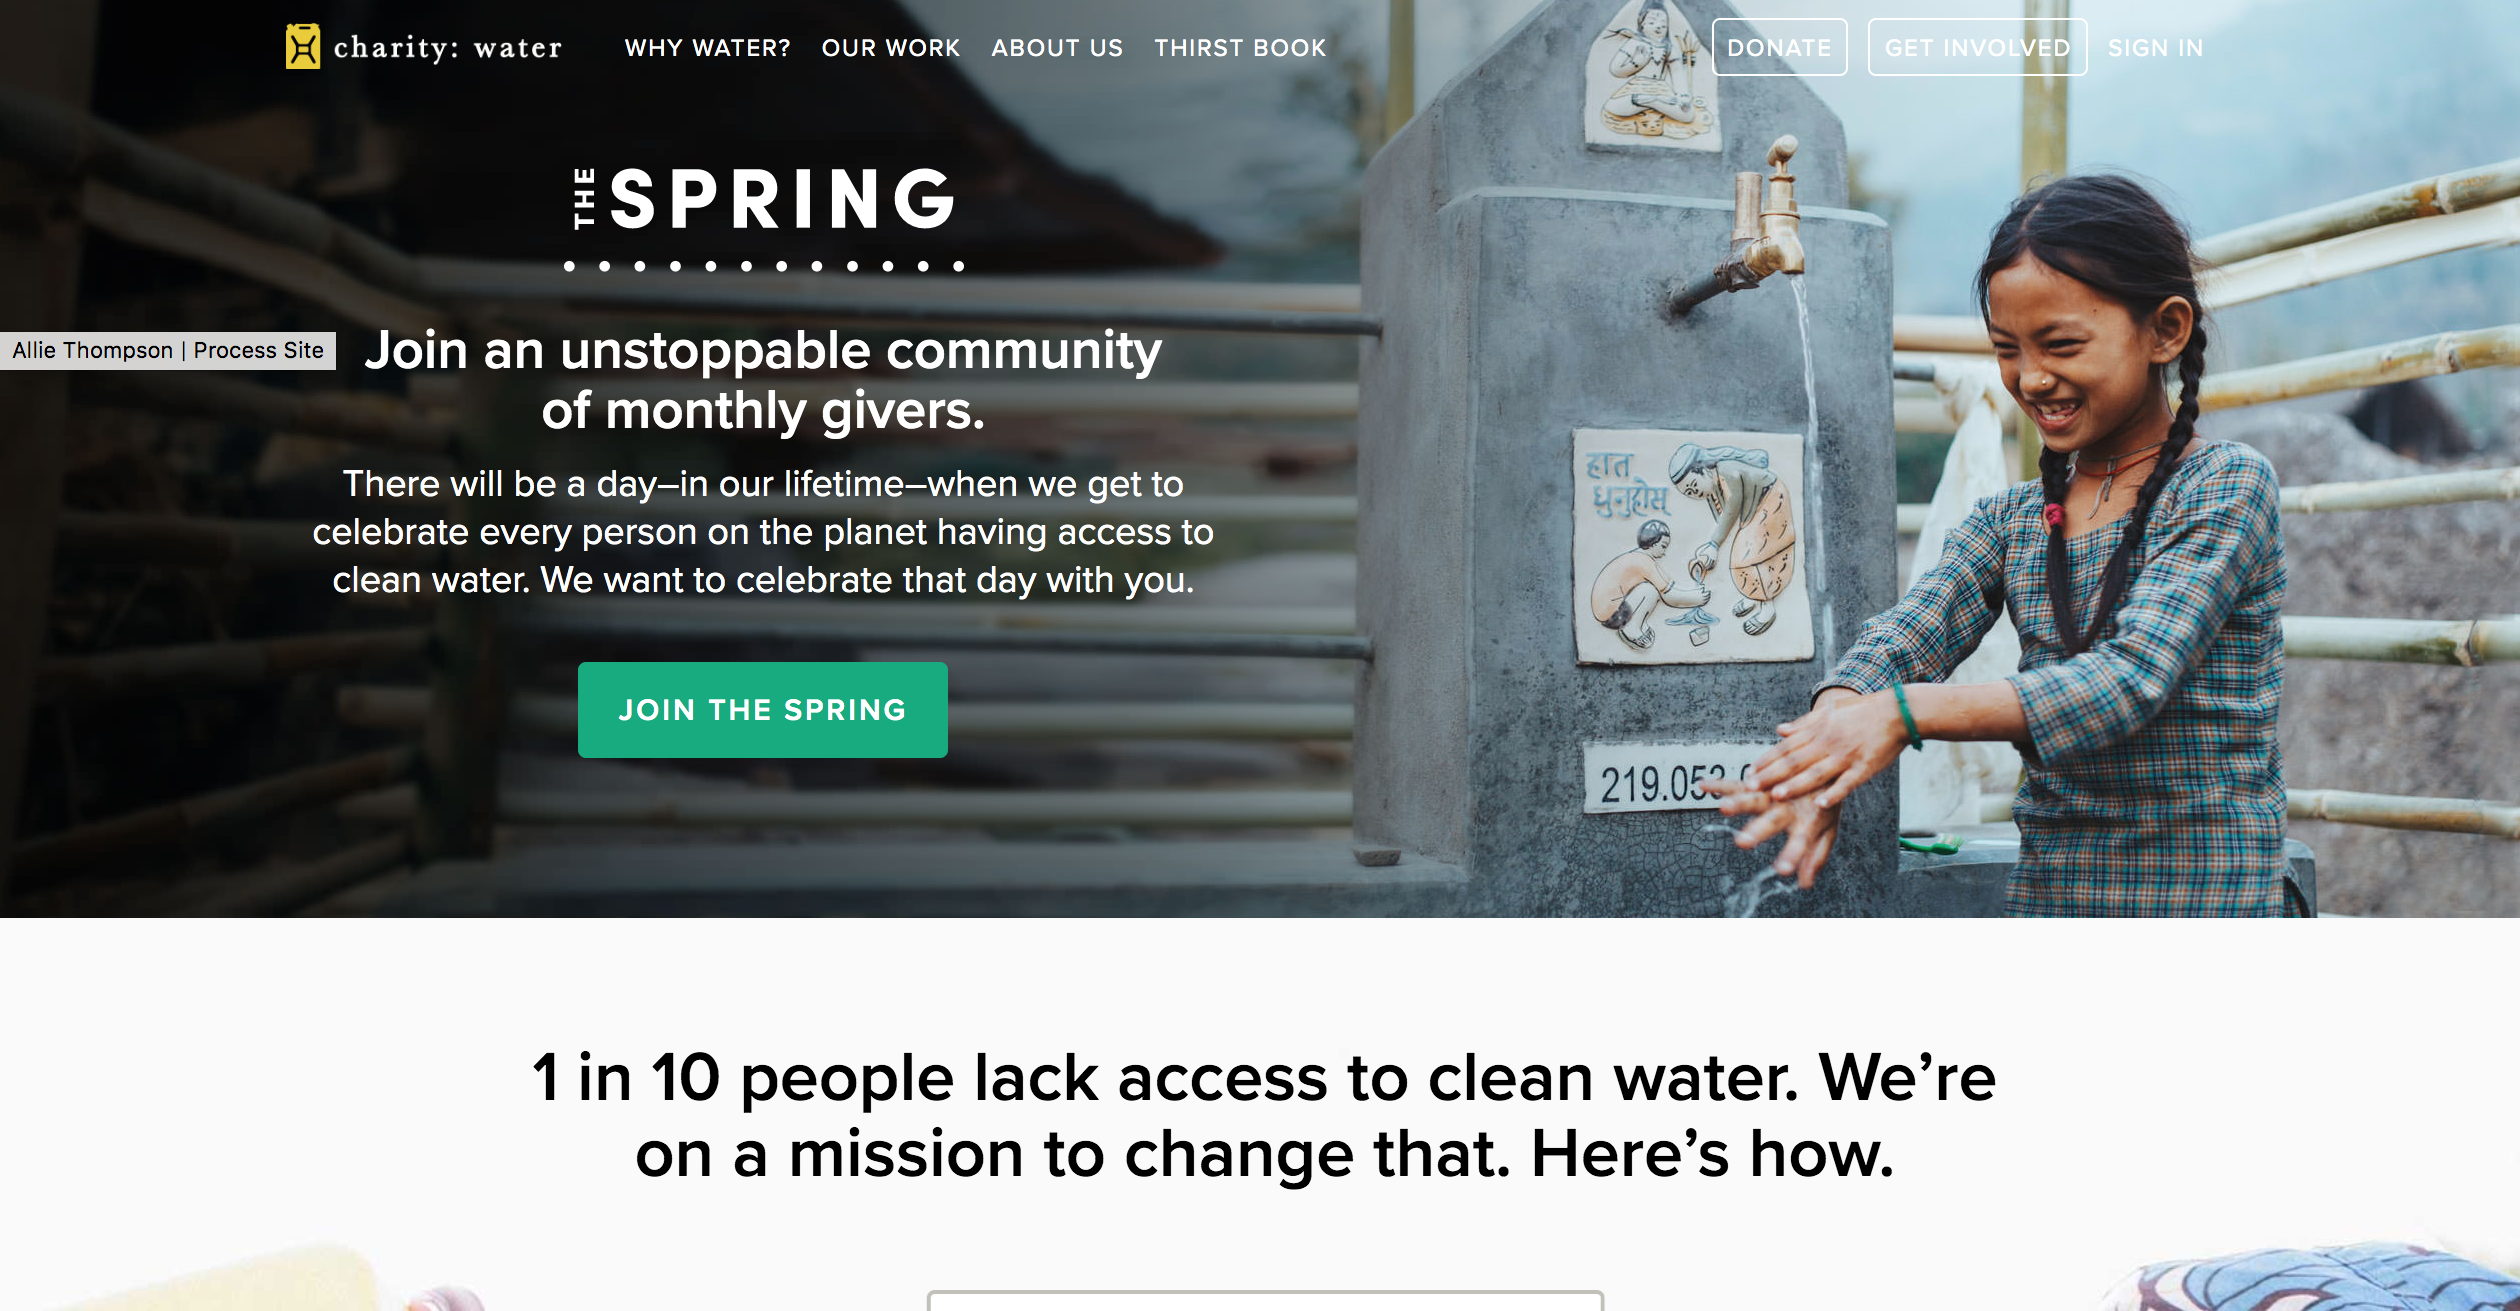 charity: water
WHY WATER? OUR WORK ABOUT US THIRST BOOK
DONATE GET INVOLVED SIGN IN
THE SPRING
Allie Thompson | Process Site
Join an unstoppable community
of monthly givers.
There will be a day–in our lifetime–when we get to
celebrate every person on the planet having access to
clean water. We want to celebrate that day with you.
JOIN THE SPRING
हात
धुनुहोस्
219.053
1 in 10 people lack access to clean water. We’re
on a mission to change that. Here’s how.